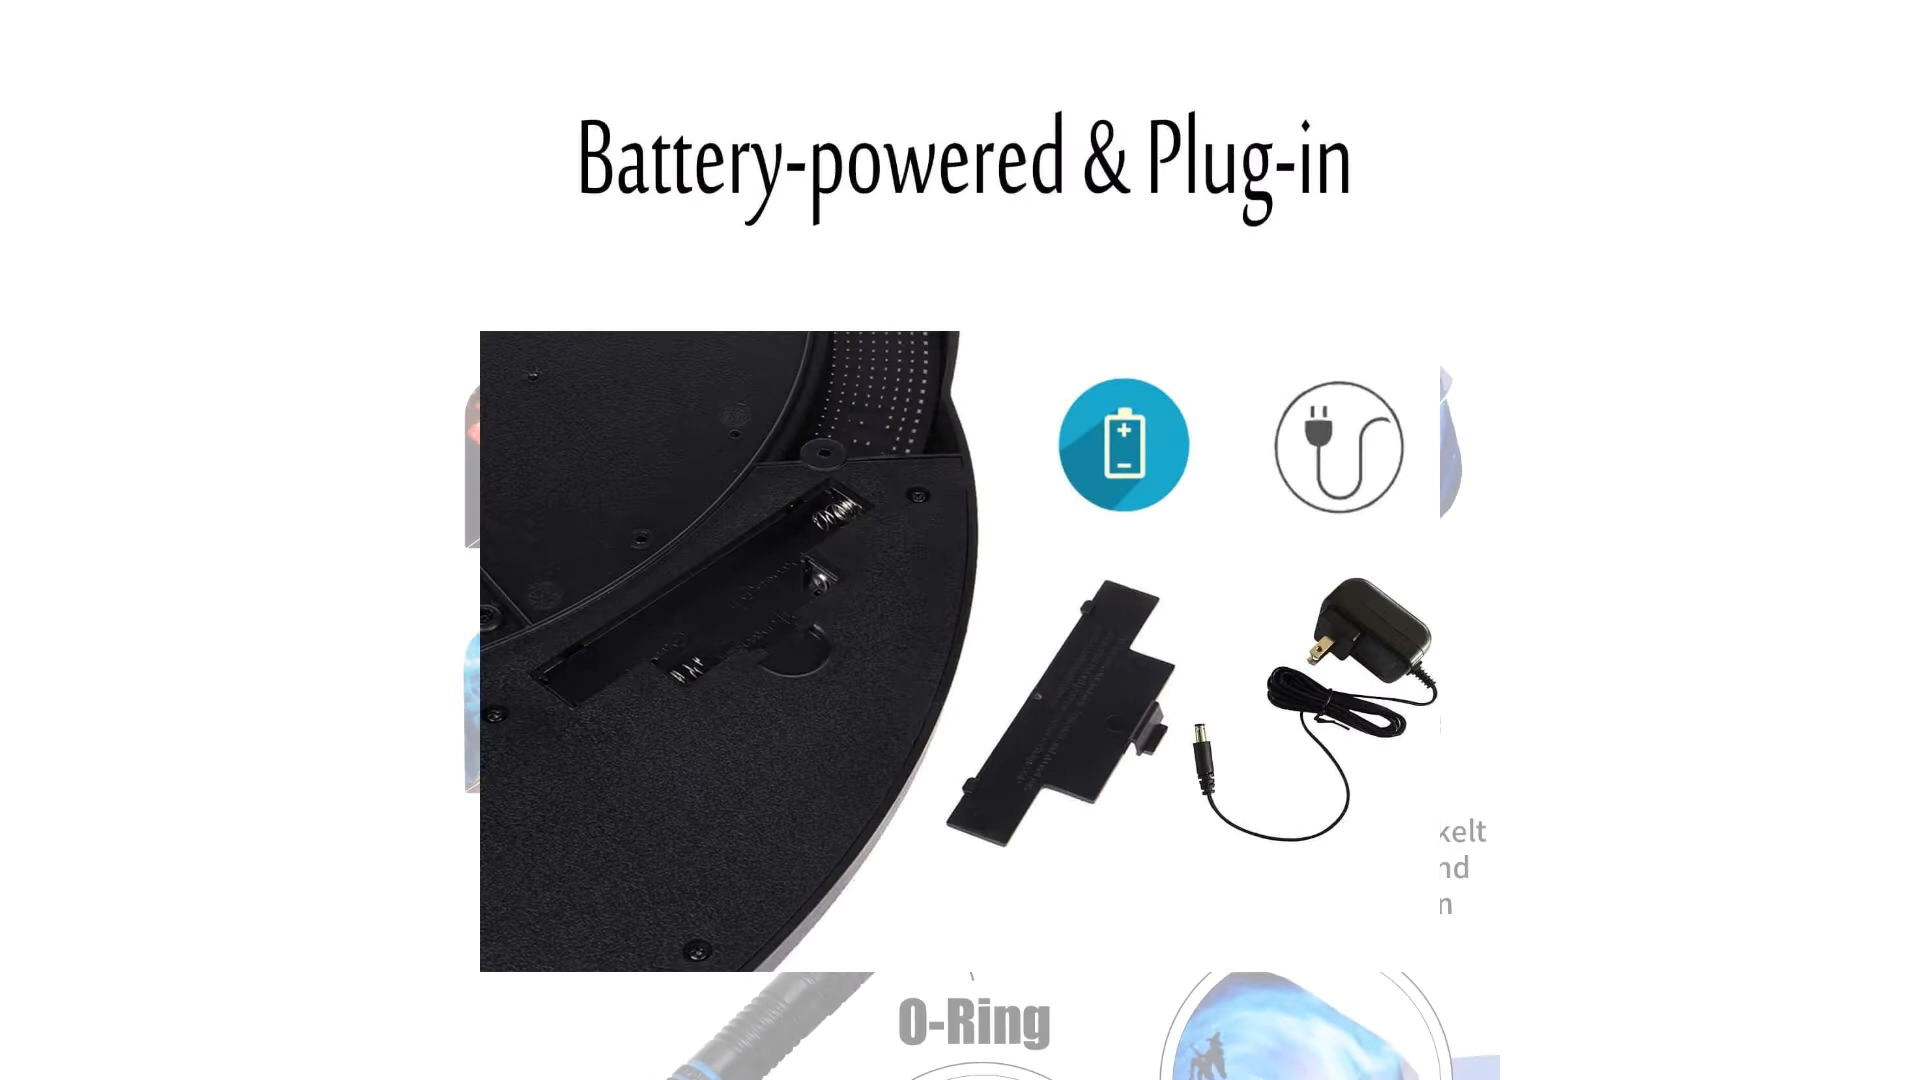 Battery-powered & Plug-in
kelt
nd
n
O-Ring